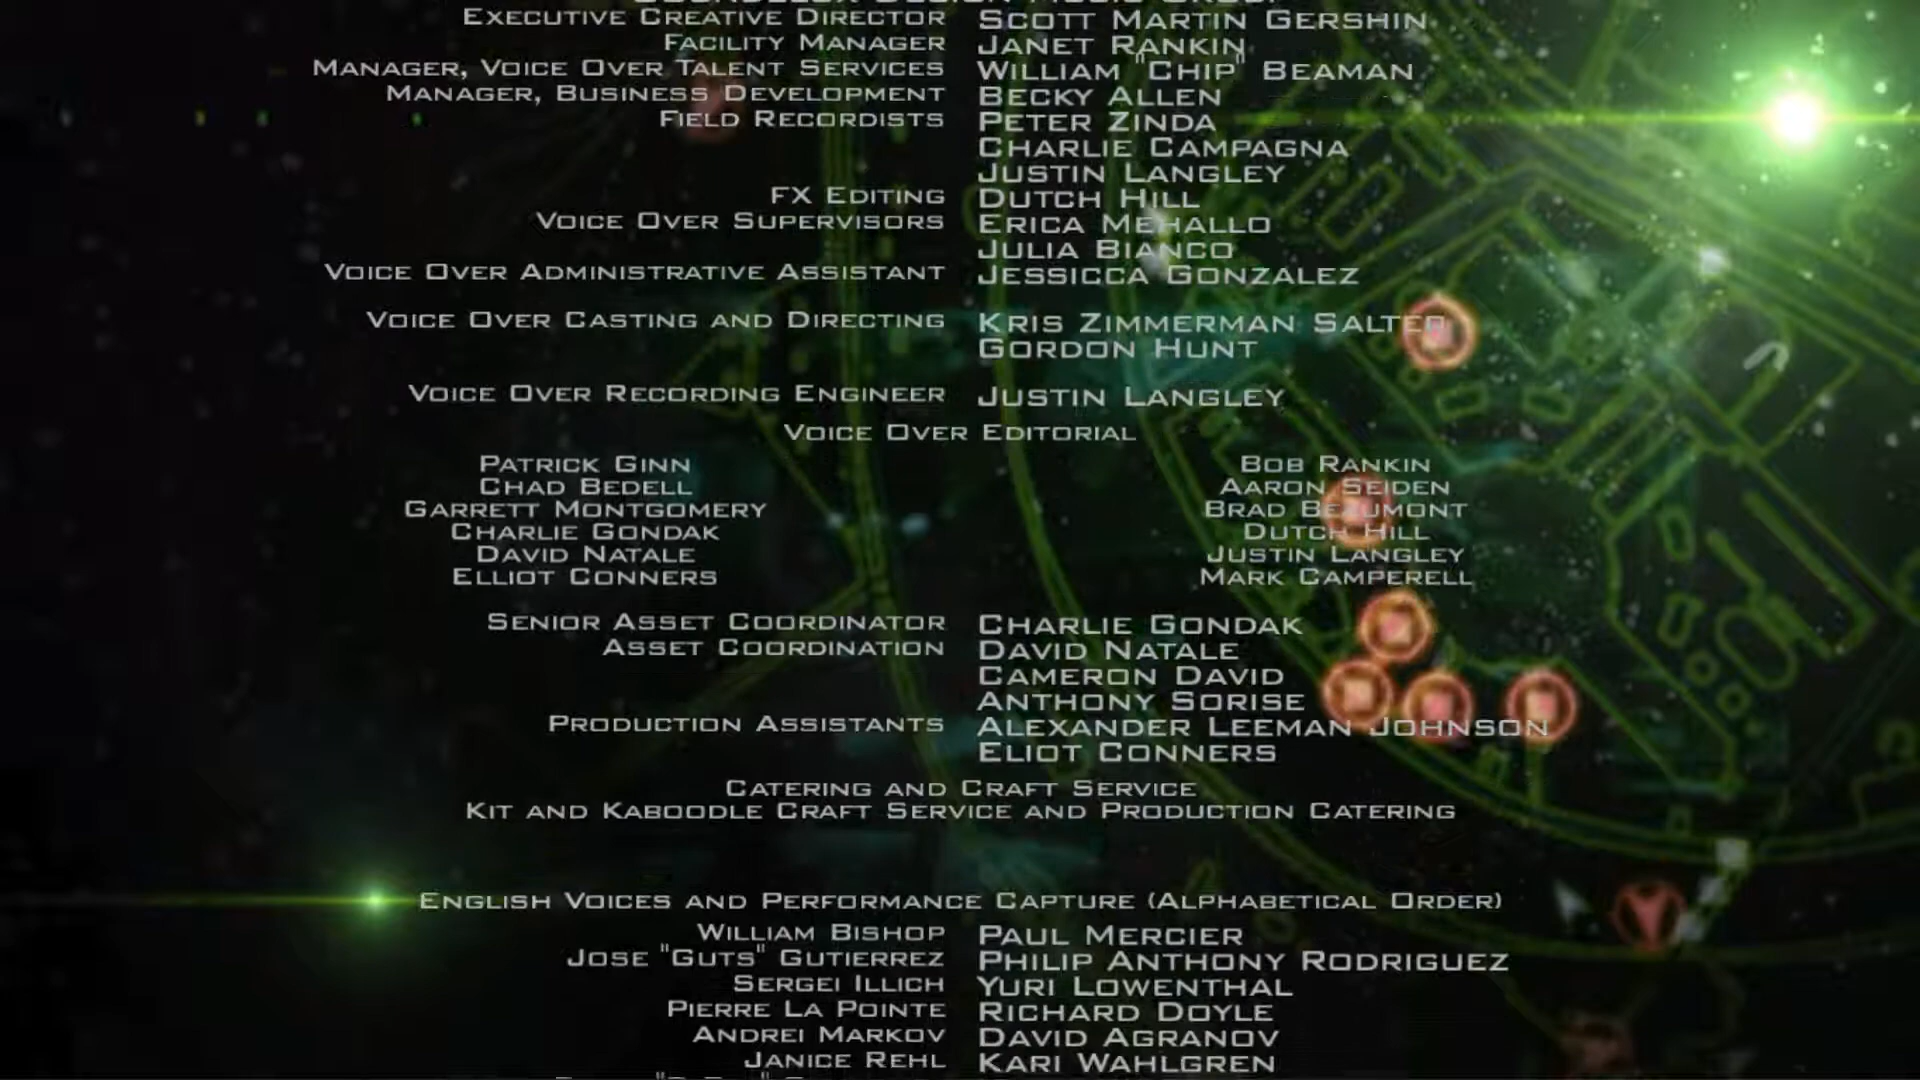 Executive Creative Director Scott Martin Gershin
Facility Manager Janet Rankin
Manager, Voice Over Talent Services William "Chip" Beaman
Manager, Business Development Becky Allen
Field Recordists Peter Zinda
Charlie Campagna
Justin Langley
FX Editing Dutch Hill
Voice Over Supervisors Erica Mehallo
Julia Bianco
Voice Over Administrative Assistant Jessicca Gonzalez
Voice Over Casting and Directing Kris Zimmerman Salter
Gordon Hunt
Voice Over Recording Engineer Justin Langley
Voice Over Editorial
Patrick Ginn Bob Rankin
Chad Bedell Aaron Seiden
Garrett Montgomery Brad Beaumont
Charlie Gondak Dutch Hill
David Natale Justin Langley
Elliot Conners Mark Camperell
Senior Asset Coordinator Charlie Gondak
Asset Coordination David Natale
Cameron David
Anthony Sorise
Production Assistants Alexander Leeman Johnson
Eliot Conners
Catering and Craft Service
Kit and Kaboodle Craft Service and Production Catering
English Voices and Performance Capture (Alphabetical Order)
William Bishop Paul Mercier
Jose "Guts" Gutierrez Philip Anthony Rodriguez
Sergei Illich Yuri Lowenthal
Pierre La Pointe Richard Doyle
Andrei Markov David Agranov
Janice Rehl Kari Wahlgren